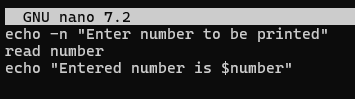 GNU nano 7.2
echo -n "Enter number to be printed"
read number
echo "Entered number is $number"